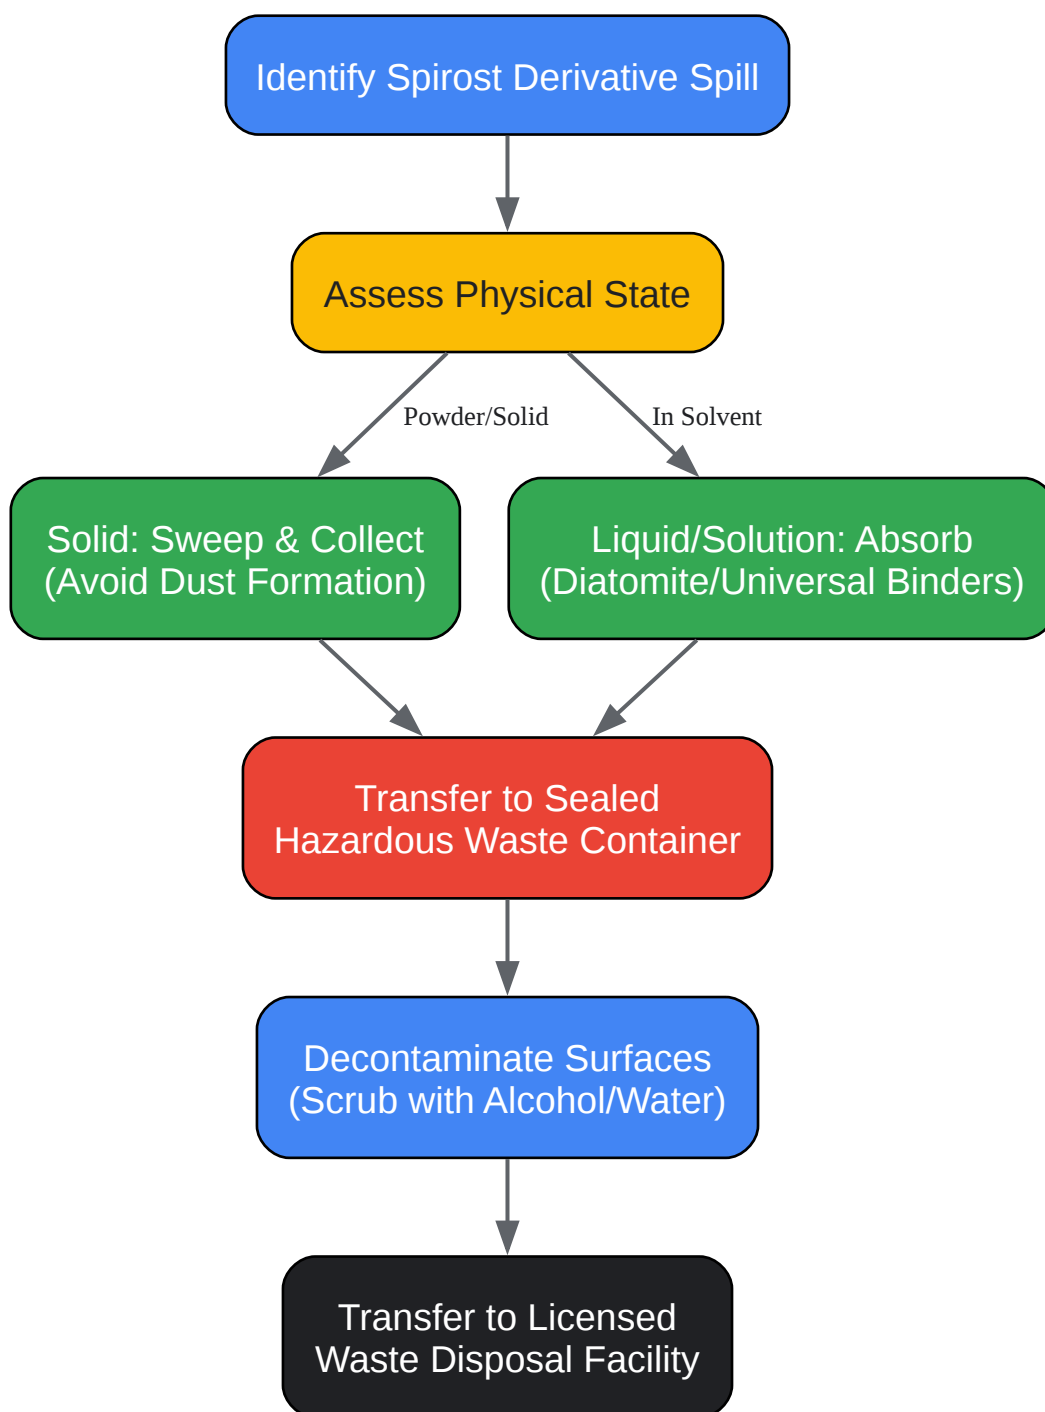 Identify Spirost Derivative Spill
Assess Physical State
Powder/Solid
In Solvent
Solid: Sweep & Collect
(Avoid Dust Formation)
Liquid/Solution: Absorb
(Diatomite/Universal Binders)
Transfer to Sealed
Hazardous Waste Container
Decontaminate Surfaces
(Scrub with Alcohol/Water)
Transfer to Licensed
Waste Disposal Facility